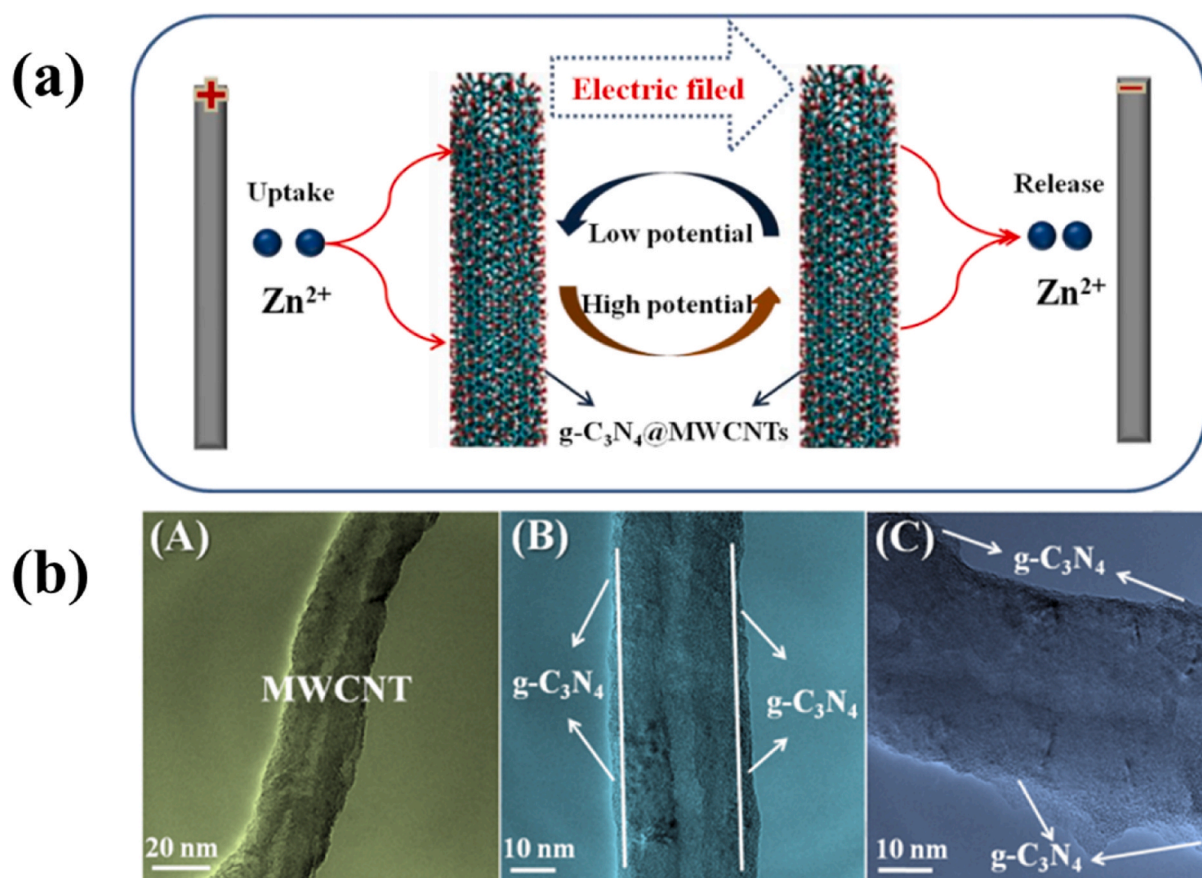 (a)
+
Electric filed
−
Uptake
Release
Low potential
Zn²⁺
Zn²⁺
High potential
g-C₃N₄@MWCNTs
(b)
(A)
(B)
(C)
g-C₃N₄
MWCNT
g-C₃N₄
g-C₃N₄
20 nm
10 nm
10 nm
g-C₃N₄